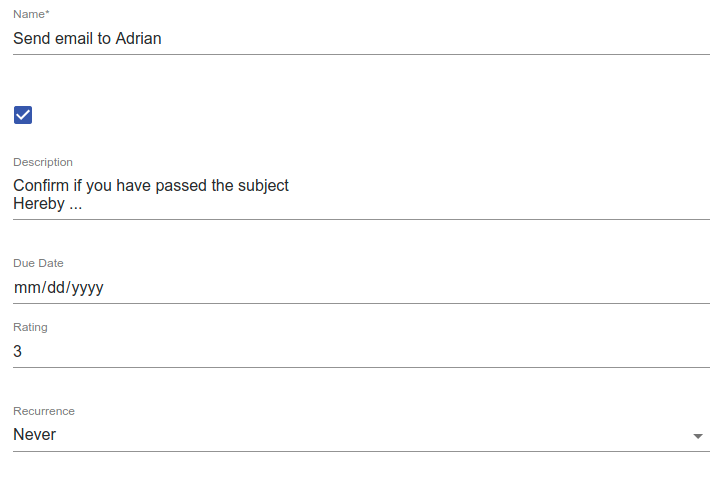 Name*
Send email to Adrian
Description
Confirm if you have passed the subject
Hereby ...
Due Date
mm/dd/yyyy
Rating
3
Recurrence
Never